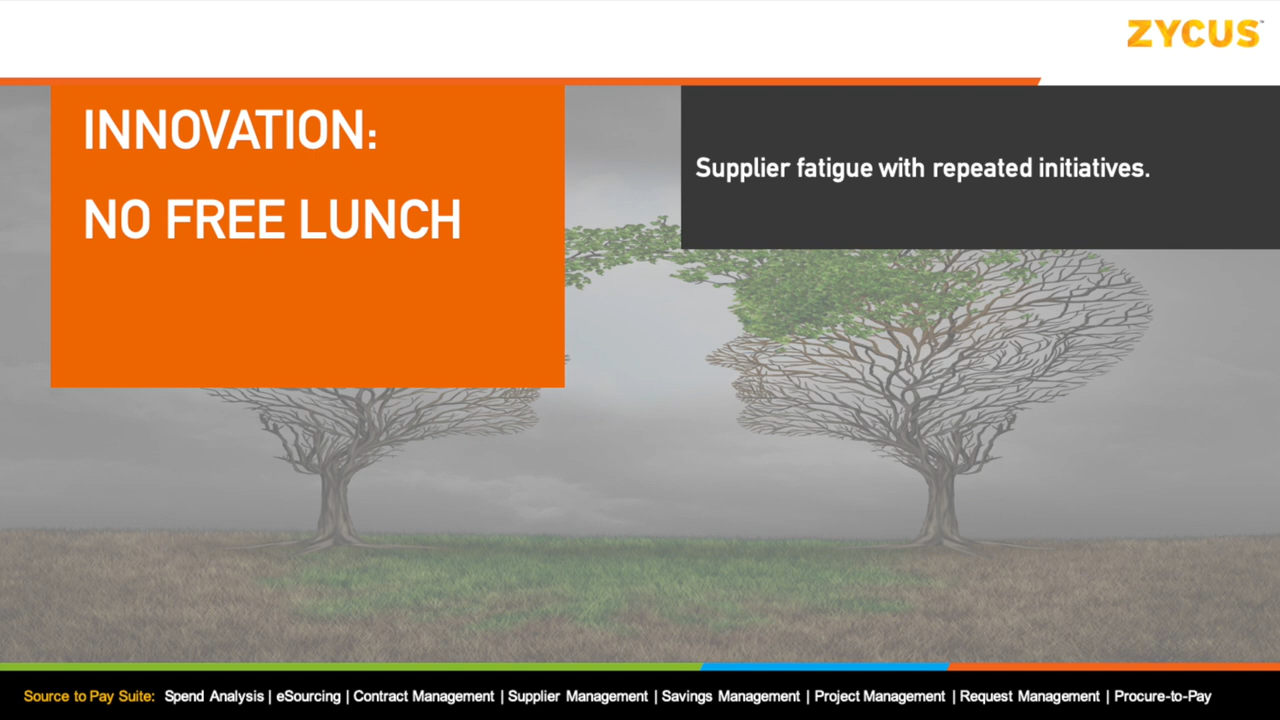 ZYCUS™
INNOVATION:
NO FREE LUNCH
Supplier fatigue with repeated initiatives.
Source to Pay Suite: Spend Analysis | eSourcing | Contract Management | Supplier Management | Savings Management | Project Management | Request Management | Procure-to-Pay